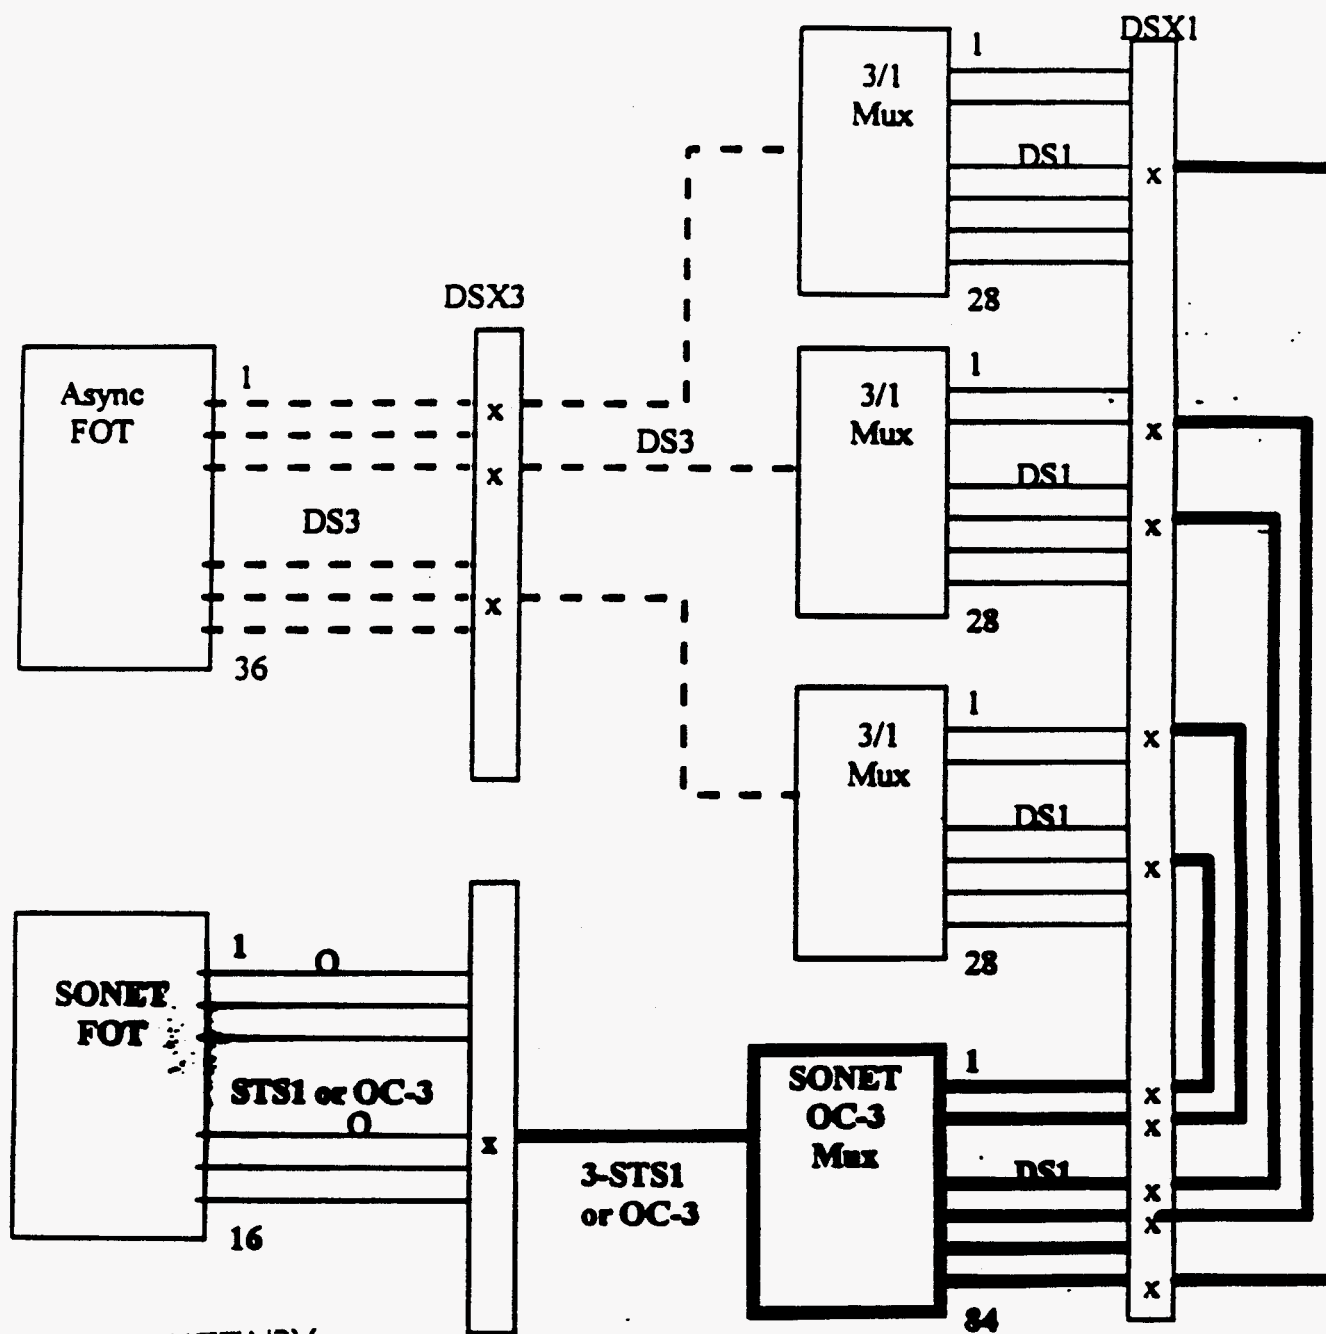 DSX1
1
3/1
Mux
DS1
x
28
DSX3
1
Async
FOT
x
x
DS3
DS3
x
36
1
3/1
Mux
x
DS1
x
28
1
3/1
Mux
x
DS1
x
28
1
SONET
FOT
STS1 or OC-3
16
x
3-STS1
or OC-3
1
SONET
OC-3
Mux
DS1
x
x
x
x
x
84